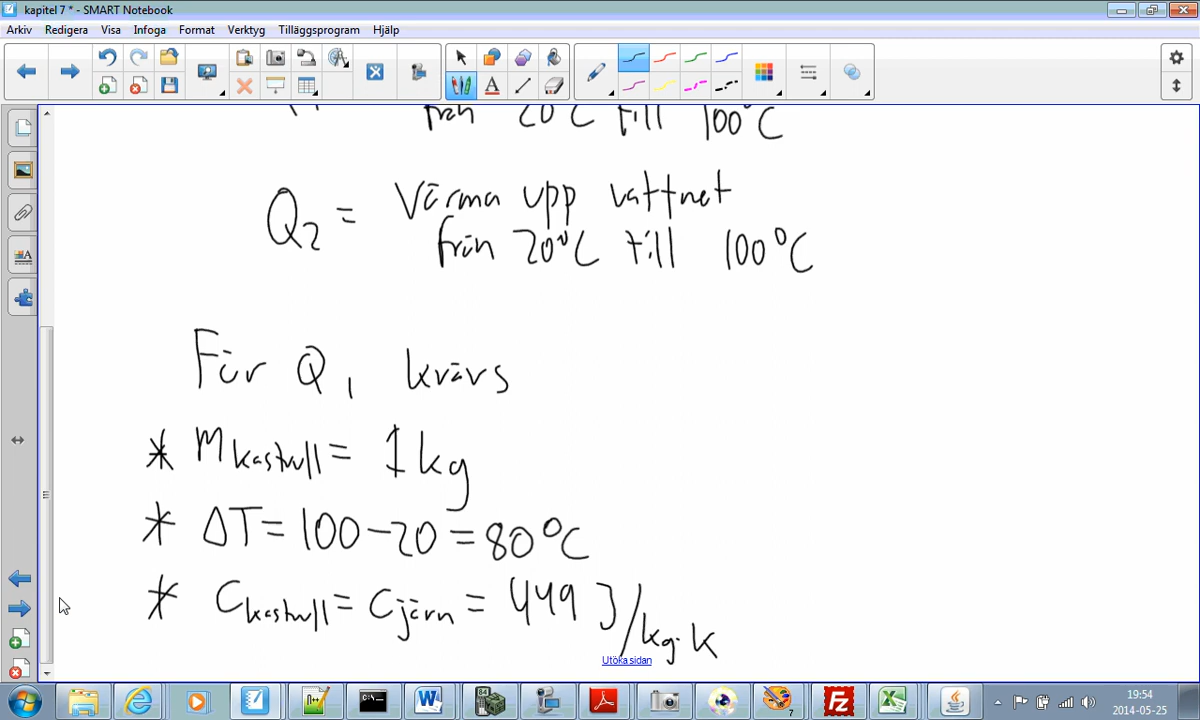 kapitel 7 * - SMART Notebook
Arkiv Redigera Visa Infoga Format Verktyg Tilläggsprogram Hjälp
från 20°C till 100°C
Q2 = Värma upp vattnet
från 20°C till 100°C
För Q1 krävs
* mkastrull = 1 kg
* ΔT = 100 - 20 = 80°C
* Ckastrull = Cjärn = 449 J/kg·K
Utöka sidan
19:54
2014-05-25